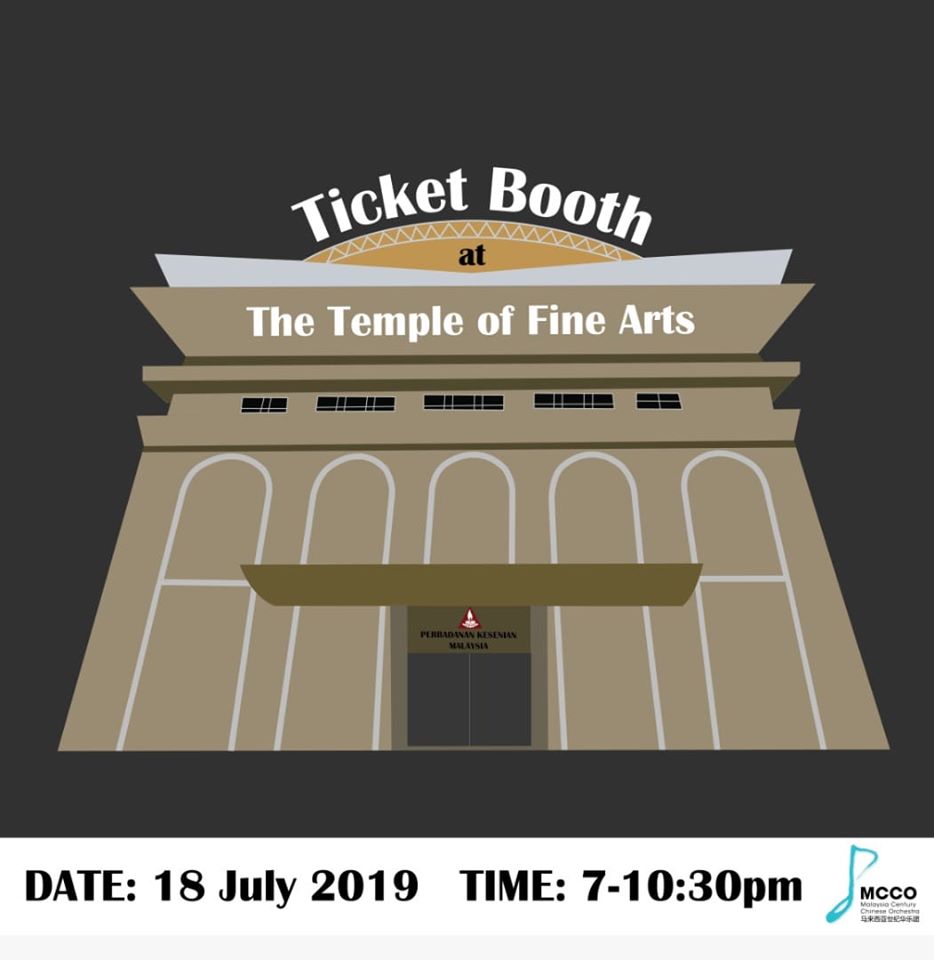 Ticket Booth
at
The Temple of Fine Arts
PERBADANAN KESENIAN
MALAYSIA
DATE: 18 July 2019 TIME: 7-10:30pm
MCCO
Malaysia Century
Chinese Orchestra
马来西亚世纪华乐团